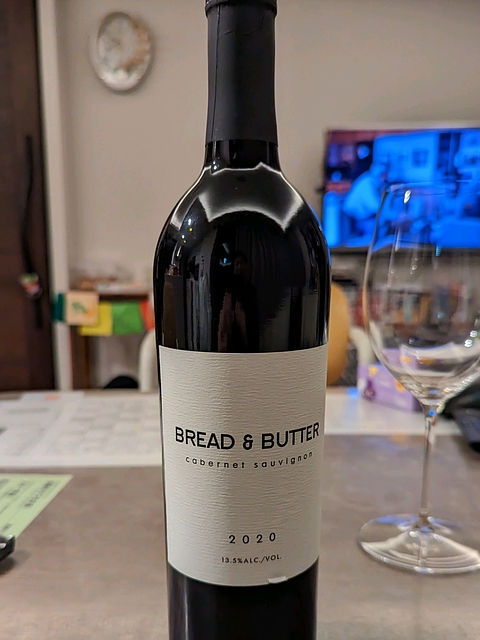 BREAD & BUTTER
cabernet sauvignon
2020
13.5%ALC./VOL.